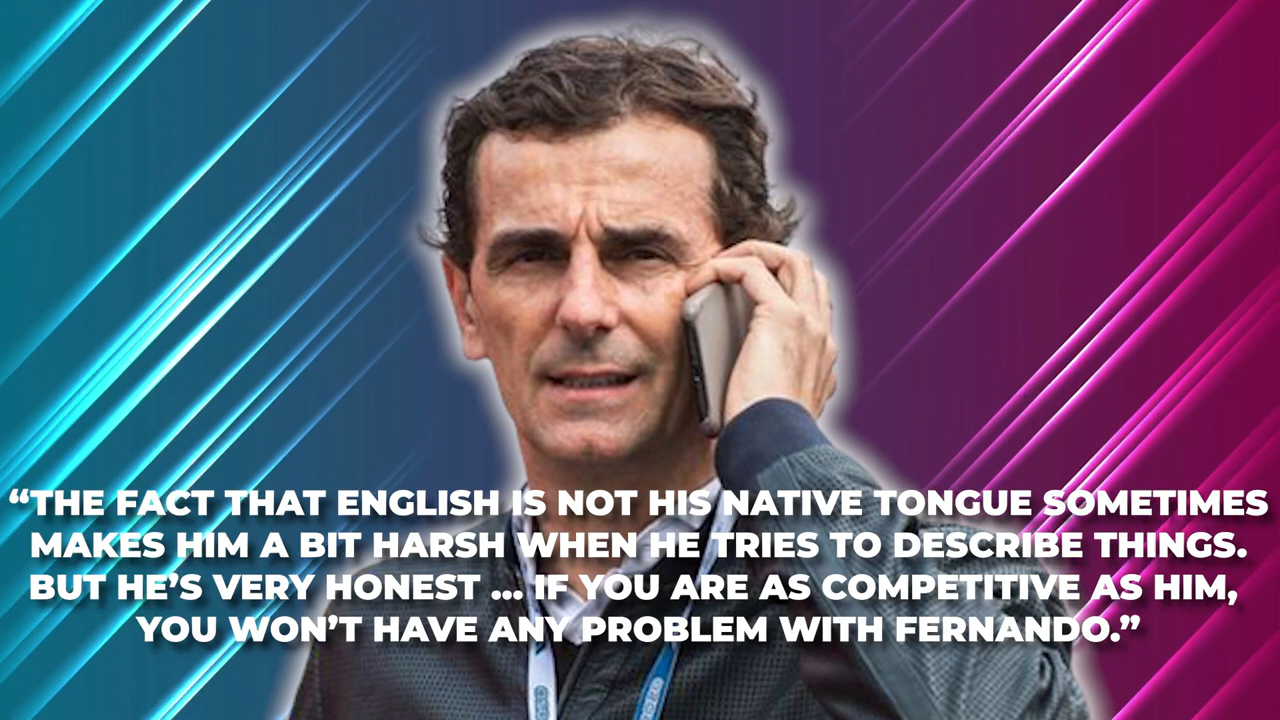 “THE FACT THAT ENGLISH IS NOT HIS NATIVE TONGUE SOMETIMES
MAKES HIM A BIT HARSH WHEN HE TRIES TO DESCRIBE THINGS.
BUT HE’S VERY HONEST ... IF YOU ARE AS COMPETITIVE AS HIM,
YOU WON’T HAVE ANY PROBLEM WITH FERNANDO.”